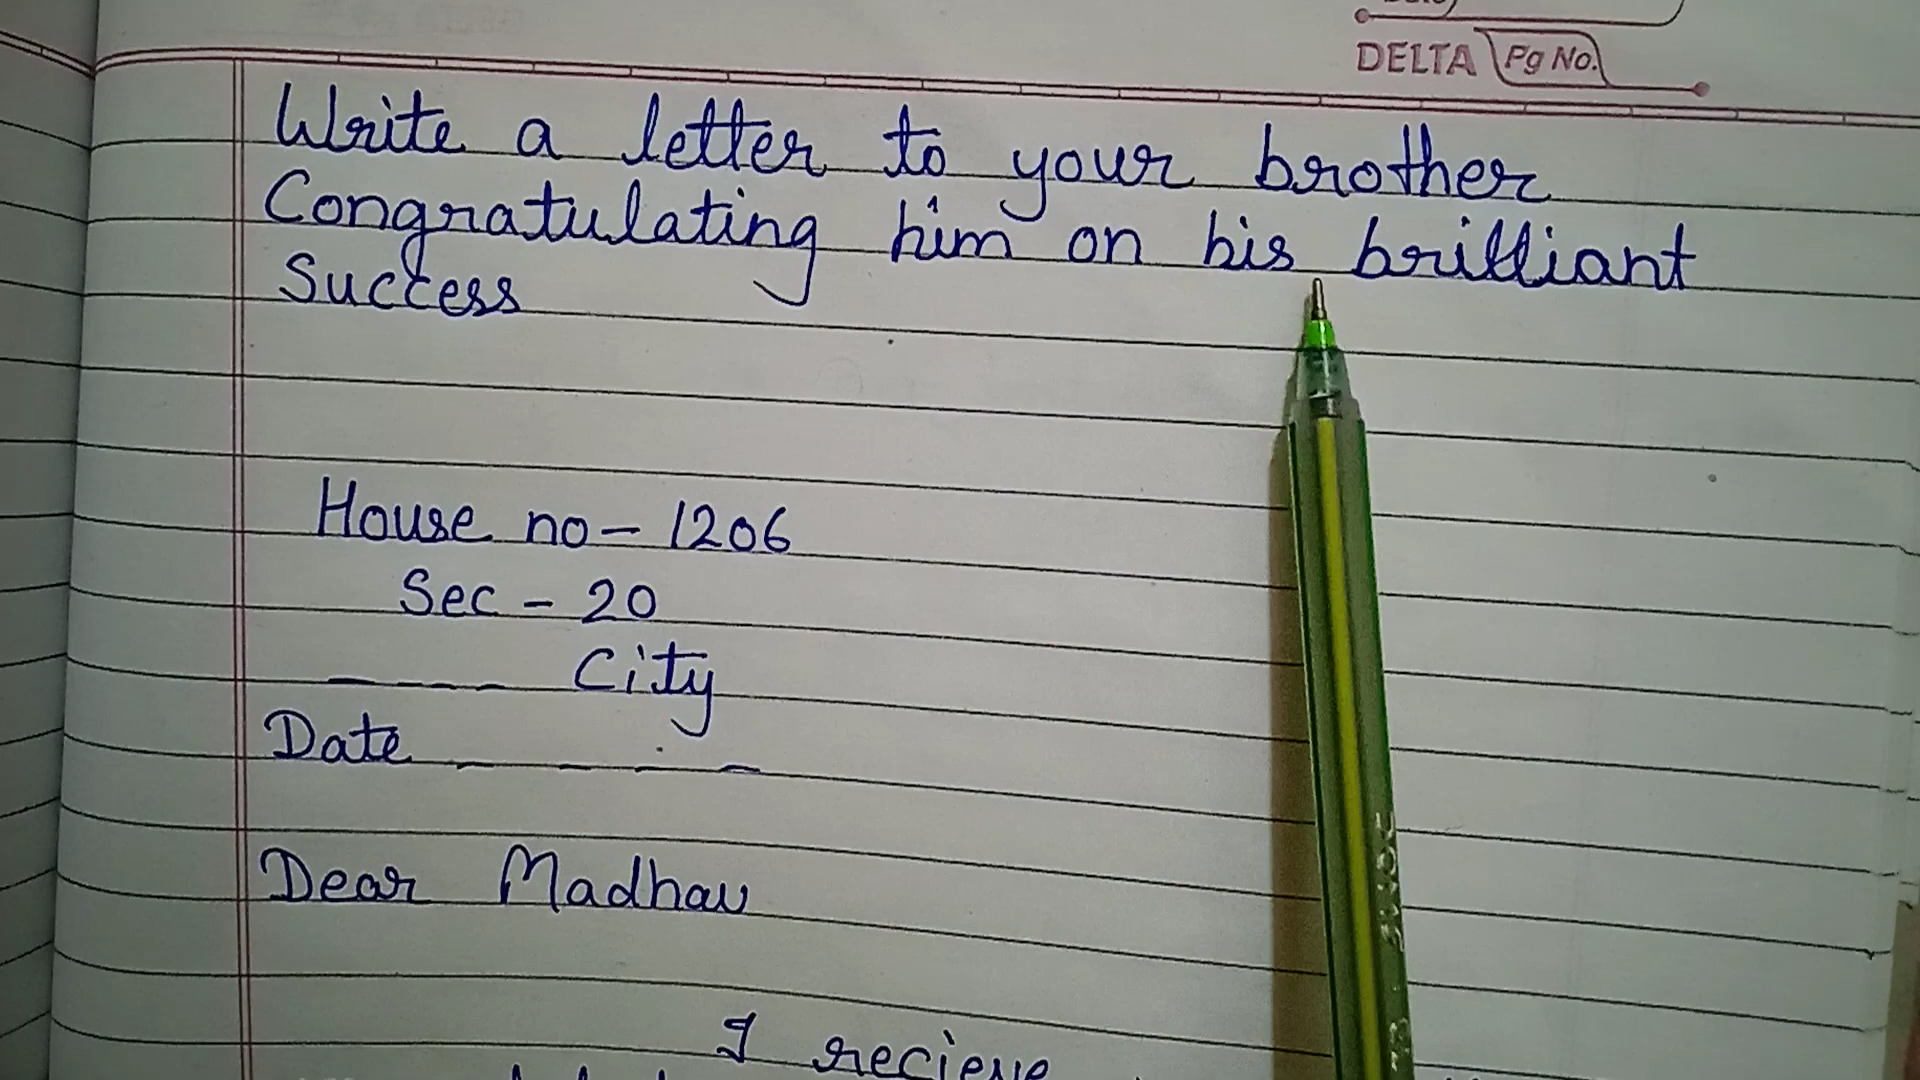 DELTA Pg No.
Write a letter to your brother
Congratulating him on his brilliant
Success
House no - 1206
Sec - 20
---- City
Date ----
Dear Madhav
I recieve